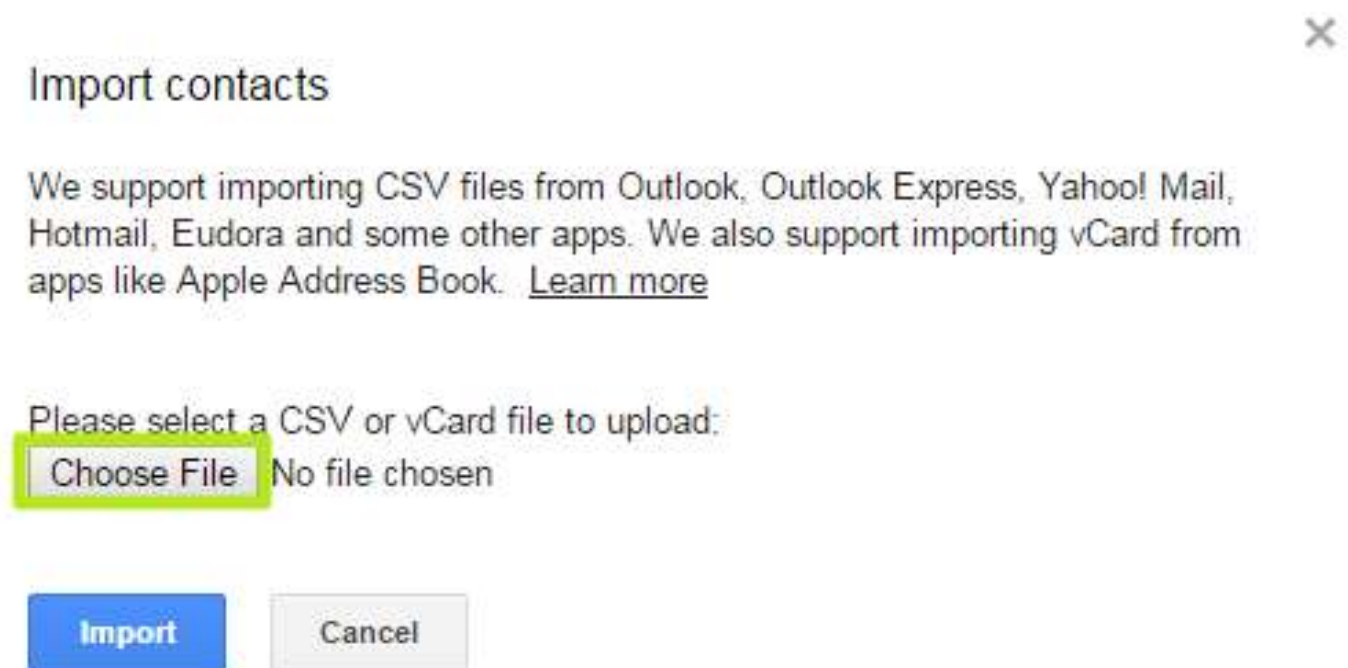 Import contacts
We support importing CSV files from Outlook, Outlook Express, Yahoo! Mail,
Hotmail, Eudora and some other apps. We also support importing vCard from
apps like Apple Address Book. Learn more
Please select a CSV or vCard file to upload:
Choose File No file chosen
Import Cancel